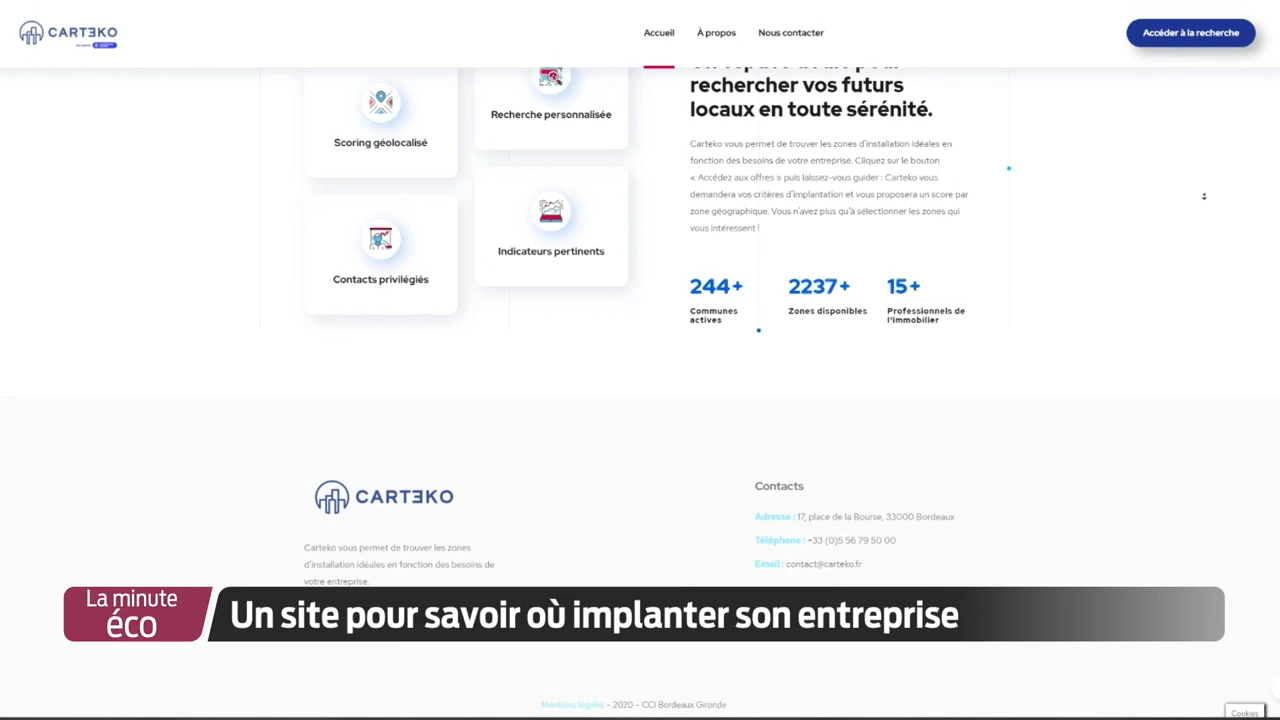 CARTEKO
Accueil
À propos
Nous contacter
Accéder à la recherche
Scoring géolocalisé
Recherche personnalisée
Contacts privilégiés
Indicateurs pertinents
rechercher vos futurs
locaux en toute sérénité.
Carteko vous permet de trouver les zones d'installation idéales en
fonction des besoins de votre entreprise. Cliquez sur le bouton
« Accédez aux offres » puis laissez-vous guider : Carteko vous
demandera vos critères d'implantation et vous proposera un score par
zone géographique. Vous n'avez plus qu'à sélectionner les zones qui
vous intéressent !
244+
2237+
15+
Communes
actives
Zones disponibles
Professionnels de
l'immobilier
CARTEKO
Carteko vous permet de trouver les zones
d'installation idéales en fonction des besoins de
votre entreprise.
Contacts
Adresse : 17, place de la Bourse, 33000 Bordeaux
Téléphone : +33 (0)5 56 79 50 00
Email : contact@carteko.fr
La minute
éco
Un site pour savoir où implanter son entreprise
Mentions légales - 2020 - CCI Bordeaux Gironde
Cookies